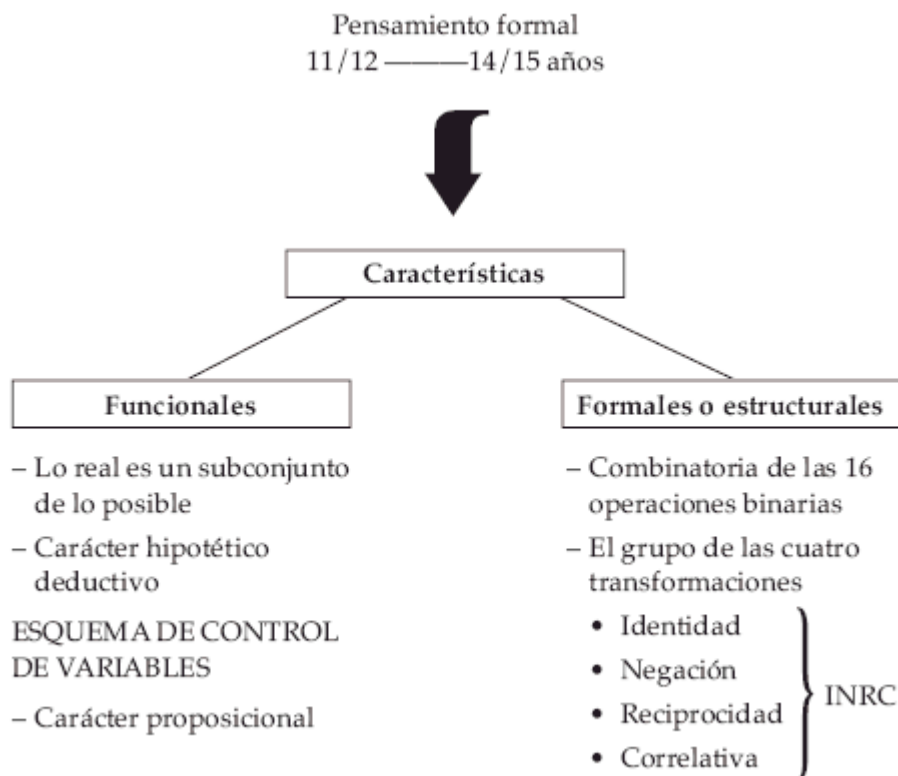 Pensamiento formal
11/12 ———14/15 años
Característicås
Funcionales
– Lo real es un subconjunto
de lo posible
– Carácter hipotético
deductivo
ESQUEMA DE CONTROL
DE VARIABLES
– Carácter proposicional
Formales o estructurales
– Combinatoria de las 16
operaciones binarias
– El grupo de las cuatro
transformaciones
• Identidad
• Negación
• Reciprocidad
• Correlativa
INRC